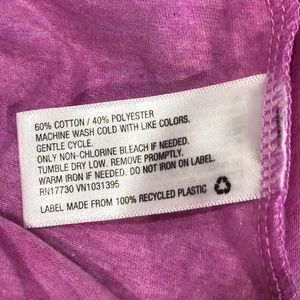 60% COTTON / 40% POLYESTER
MACHINE WASH COLD WITH LIKE COLORS.
GENTLE CYCLE.
ONLY NON-CHLORINE BLEACH IF NEEDED.
TUMBLE DRY LOW. REMOVE PROMPTLY.
WARM IRON IF NEEDED. DO NOT IRON ON LABEL.
RN17730 VN1031395
LABEL MADE FROM 100% RECYCLED PLASTIC